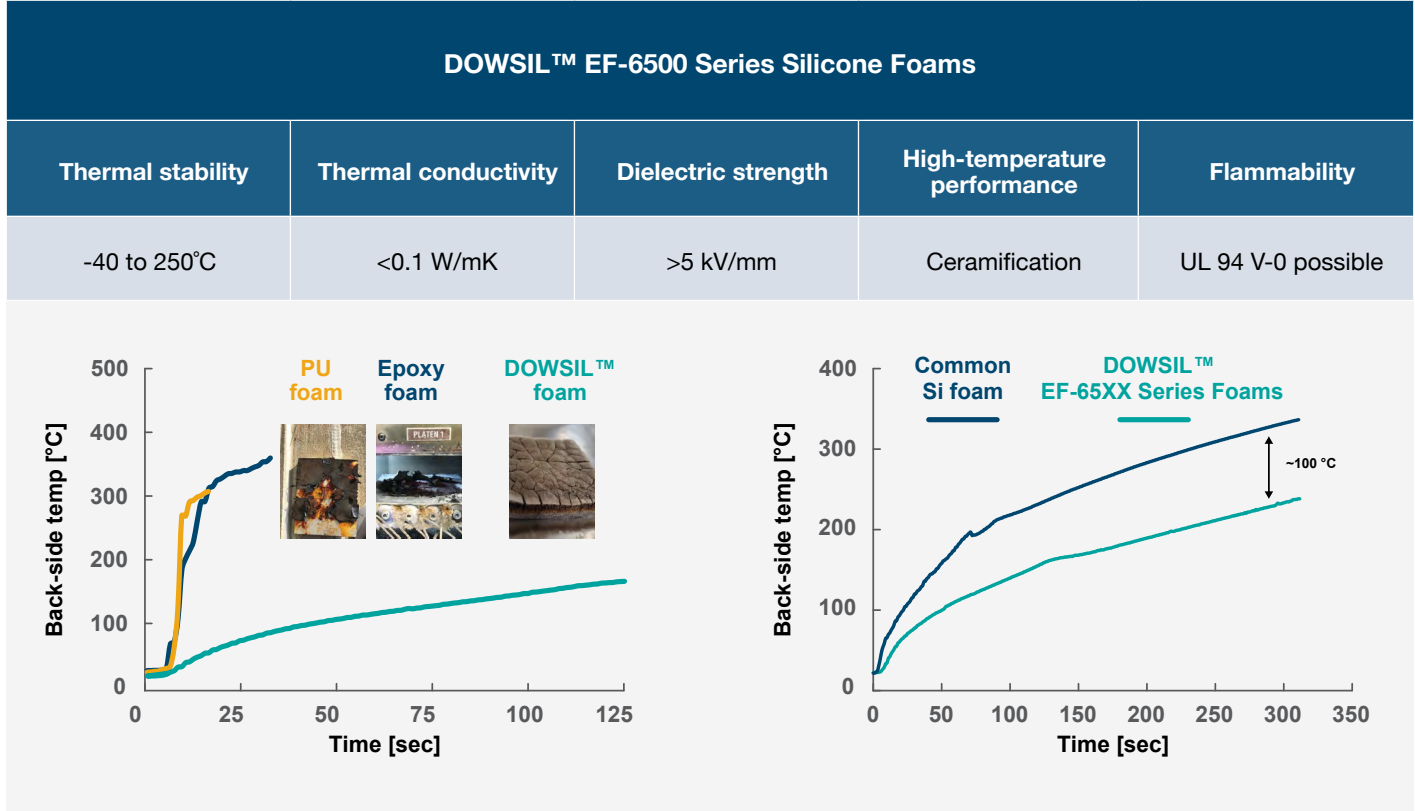 DOWSIL™ EF-6500 Series Silicone Foams
Thermal stability
Thermal conductivity
Dielectric strength
High-temperature
performance
Flammability
-40 to 250°C
<0.1 W/mK
>5 kV/mm
Ceramification
UL 94 V-0 possible
PU
foam
Epoxy
foam
DOWSIL™
foam
PLATEN 1
Back-side temp [°C]
500
400
300
200
100
0
0 25 50 75 100 125
Time [sec]
Common
Si foam
DOWSIL™
EF-65XX Series Foams
~100 °C
Back-side temp [°C]
400
300
200
100
0
0 50 100 150 200 250 300 350
Time [sec]